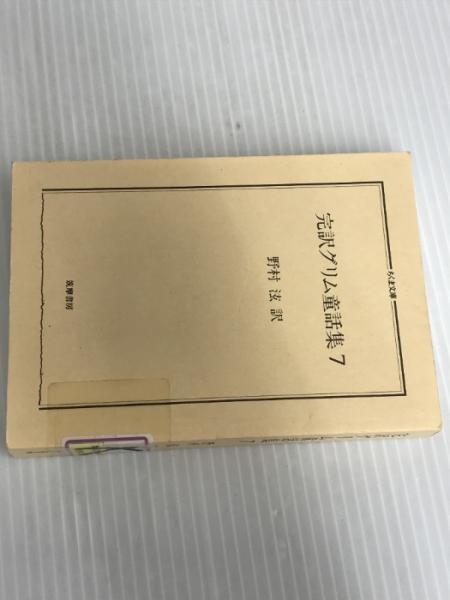 ちくま文庫
完訳グリム童話集 7
野村 泫 訳
筑摩書房